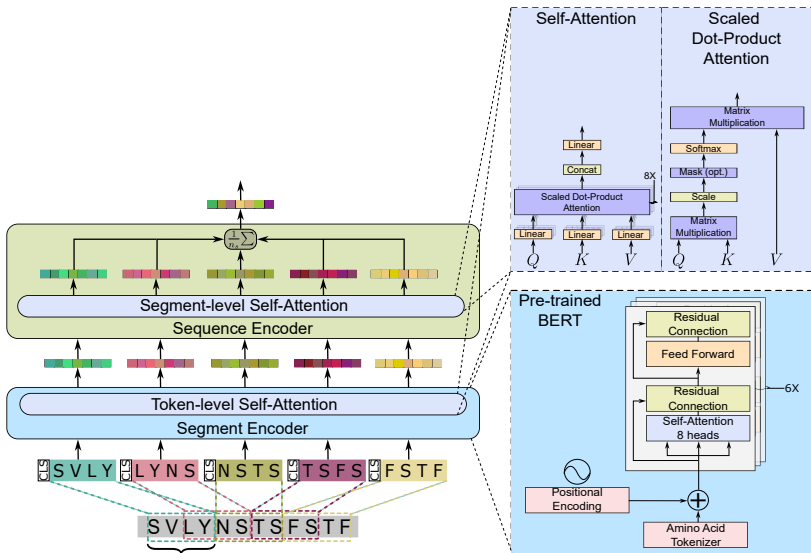 Self-Attention
Scaled
Dot-Product
Attention
Linear
Concat
8X
Scaled Dot-Product
Attention
Linear
Linear
Linear
Q
K
V
Matrix
Multiplication
Softmax
Mask (opt.)
Scale
Matrix
Multiplication
Q
K
V
1/nₛ ∑
Segment-level Self-Attention
Sequence Encoder
Token-level Self-Attention
Segment Encoder
CLS S V L Y
CLS L Y N S
CLS N S T S
CLS T S F S
CLS F S T F
S V L Y N S T S F S T F
Pre-trained
BERT
Residual
Connection
Feed Forward
Residual
Connection
Self-Attention
8 heads
6X
Positional
Encoding
Amino Acid
Tokenizer